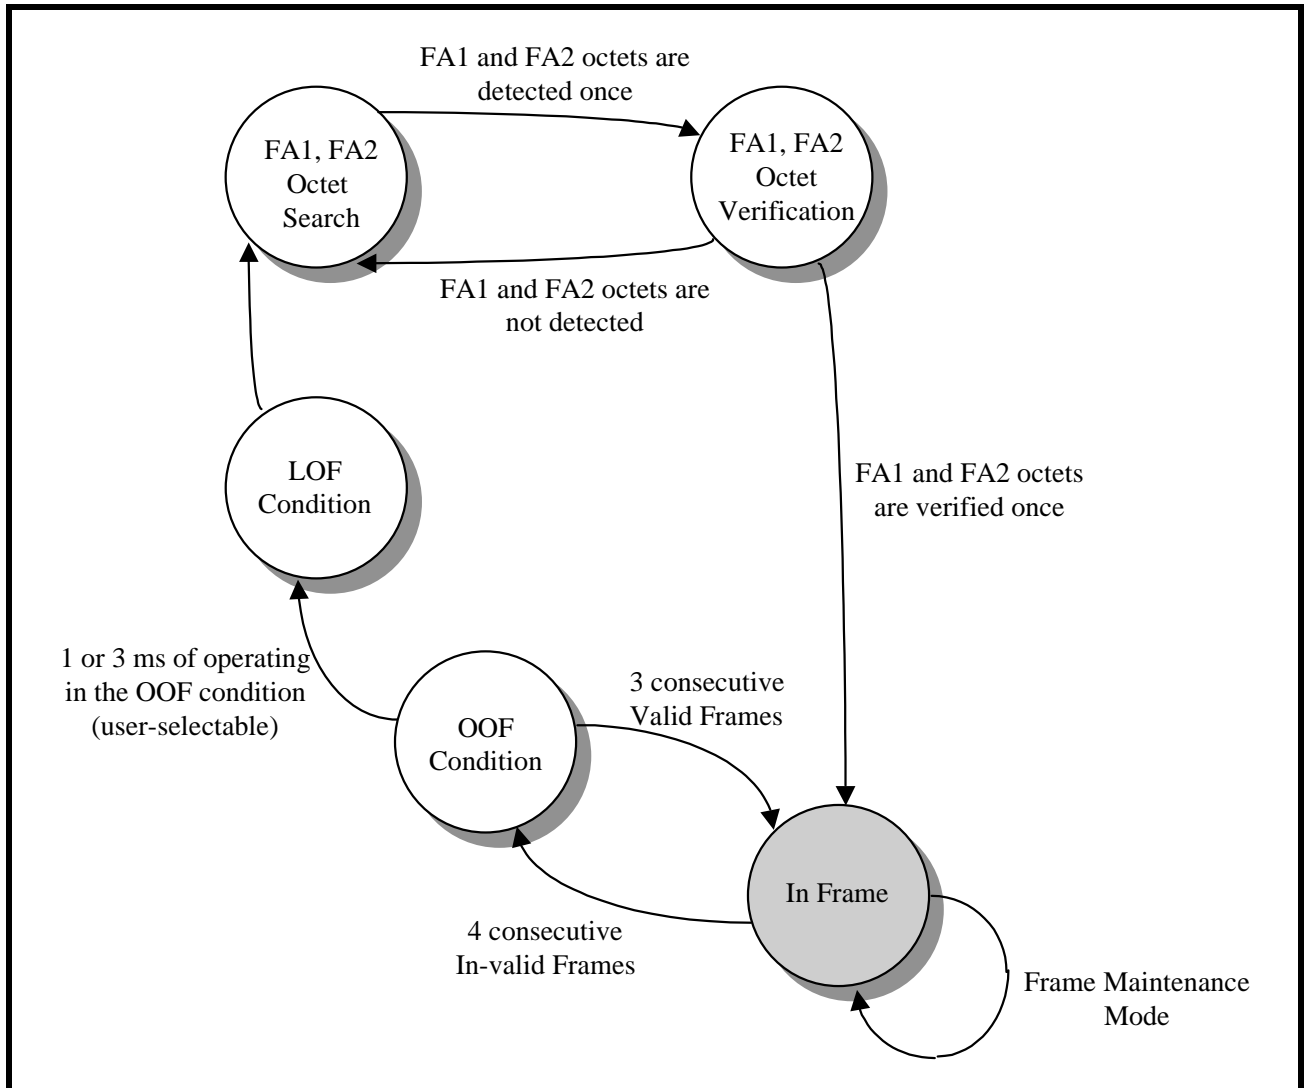 FA1 and FA2 octets are
detected once
FA1, FA2
Octet
Search
FA1, FA2
Octet
Verification
FA1 and FA2 octets are
not detected
LOF
Condition
FA1 and FA2 octets
are verified once
1 or 3 ms of operating
in the OOF condition
(user-selectable)
3 consecutive
Valid Frames
OOF
Condition
In Frame
4 consecutive
In-valid Frames
Frame Maintenance
Mode